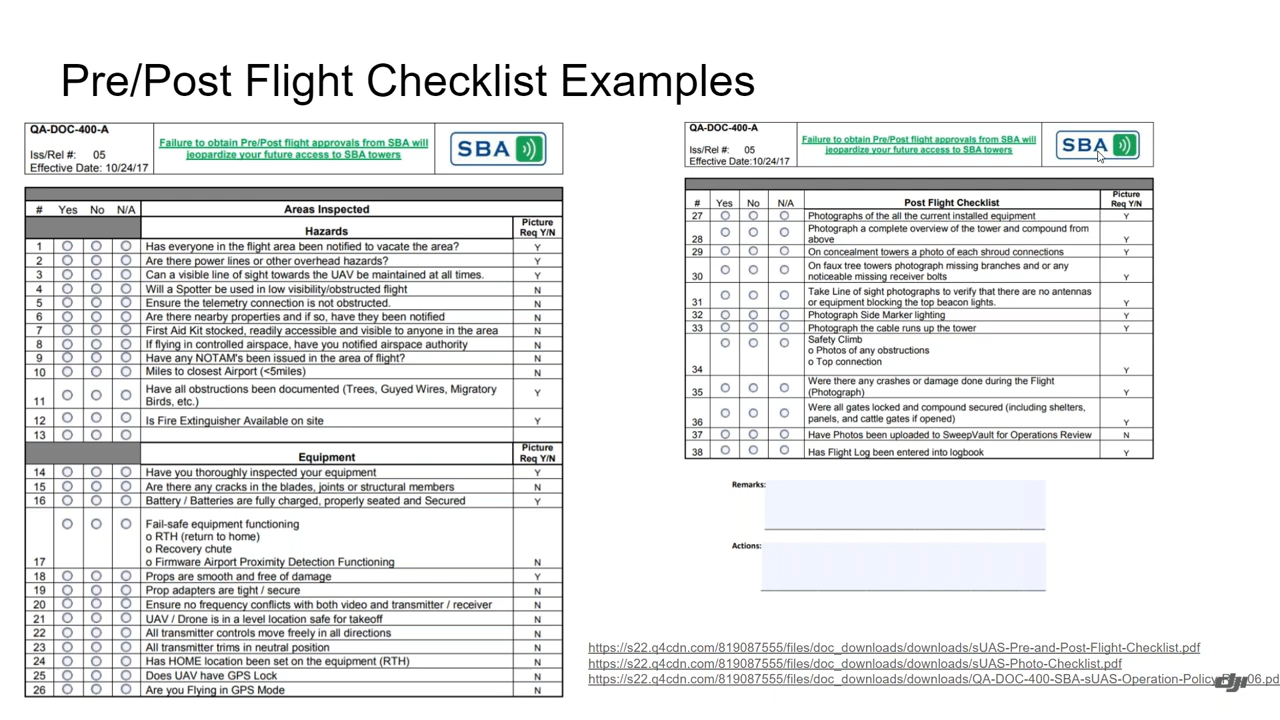 Pre/Post Flight Checklist Examples
QA-DOC-400-A
Iss/Rel #: 05
Effective Date: 10/24/17
Failure to obtain Pre/Post flight approvals from SBA will
jeopardize your future access to SBA towers
SBA
# Yes No N/A Areas Inspected
Hazards Picture
Req Y/N
1 Has everyone in the flight area been notified to vacate the area? Y
2 Are there power lines or other overhead hazards? Y
3 Can a visible line of sight towards the UAV be maintained at all times. Y
4 Will a Spotter be used in low visibility/obstructed flight N
5 Ensure the telemetry connection is not obstructed. N
6 Are there nearby properties and if so, have they been notified N
7 First Aid Kit stocked, readily accessible and visible to anyone in the area N
8 If flying in controlled airspace, have you notified airspace authority N
9 Have any NOTAM's been issued in the area of flight? N
10 Miles to closest Airport (<5miles) N
11 Have all obstructions been documented (Trees, Guyed Wires, Migratory
Birds, etc.) Y
12 Is Fire Extinguisher Available on site Y
13
Equipment Picture
Req Y/N
14 Have you thoroughly inspected your equipment Y
15 Are there any cracks in the blades, joints or structural members N
16 Battery / Batteries are fully charged, properly seated and Secured Y
Fail-safe equipment functioning
o RTH (return to home)
o Recovery chute
17 o Firmware Airport Proximity Detection Functioning N
18 Props are smooth and free of damage Y
19 Prop adapters are tight / secure N
20 Ensure no frequency conflicts with both video and transmitter / receiver N
21 UAV / Drone is in a level location safe for takeoff N
22 All transmitter controls move freely in all directions N
23 All transmitter trims in neutral position N
24 Has HOME location been set on the equipment (RTH) N
25 Does UAV have GPS Lock N
26 Are you Flying in GPS Mode N
QA-DOC-400-A
Iss/Rel #: 05
Effective Date:10/24/17
Failure to obtain Pre/Post flight approvals from SBA will
jeopardize your future access to SBA towers
SBA
# Yes No N/A Post Flight Checklist Picture
Req Y/N
27 Photographs of the all the current installed equipment Y
28 Photograph a complete overview of the tower and compound from
above Y
29 On concealment towers a photo of each shroud connections Y
30 On faux tree towers photograph missing branches and or any
noticeable missing receiver bolts Y
31 Take Line of sight photographs to verify that there are no antennas
or equipment blocking the top beacon lights. Y
32 Photograph Side Marker lighting Y
33 Photograph the cable runs up the tower Y
Safety Climb
o Photos of any obstructions
o Top connection
34 Y
35 Were there any crashes or damage done during the Flight
(Photograph) Y
36 Were all gates locked and compound secured (including shelters,
panels, and cattle gates if opened) Y
37 Have Photos been uploaded to SweepVault for Operations Review N
38 Has Flight Log been entered into logbook Y
Remarks:
Actions:
https://s22.q4cdn.com/819087555/files/doc_downloads/downloads/sUAS-Pre-and-Post-Flight-Checklist.pdf
https://s22.q4cdn.com/819087555/files/doc_downloads/downloads/sUAS-Photo-Checklist.pdf
https://s22.q4cdn.com/819087555/files/doc_downloads/downloads/QA-DOC-400-SBA-sUAS-Operation-Policy
dji